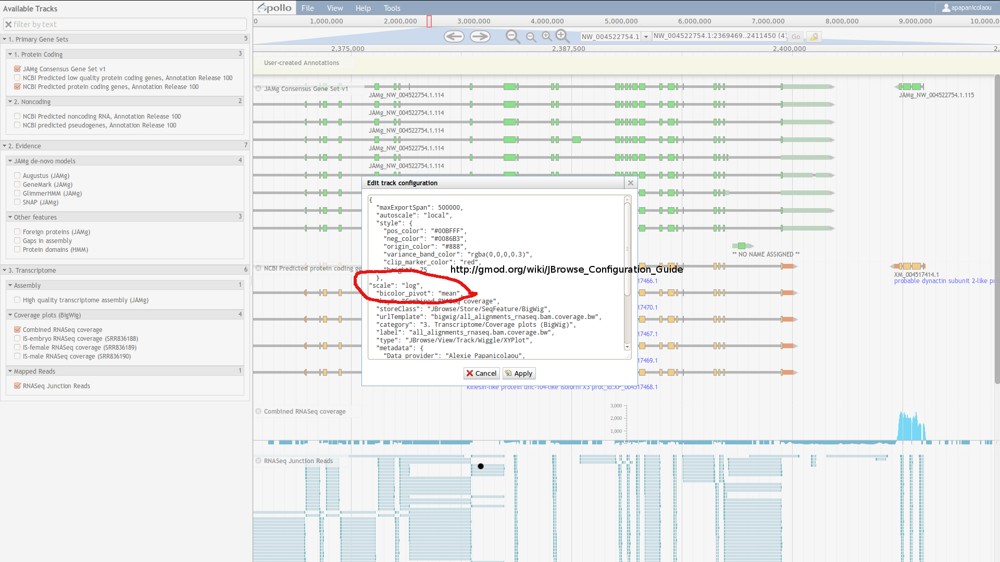 Available Tracks
filter by text
1. Primary Gene Sets 5
1. Protein Coding 3
JAMg Consensus Gene Set v1
NCBI Predicted low quality protein coding genes, Annotation Release 100
NCBI Predicted protein coding genes, Annotation Release 100
2. Noncoding 2
NCBI Predicted noncoding RNA, Annotation Release 100
NCBI predicted pseudogenes, Annotation Release 100
2. Evidence 7
JAMg de-novo models 4
Augustus (JAMg)
GeneMark (JAMg)
GlimmerHMM (JAMg)
SNAP (JAMg)
Other features 3
Foreign proteins (JAMg)
Gaps in assembly
Protein domains (HMM)
3. Transcriptome 6
Assembly 1
High quality transcriptome assembly (JAMg)
Coverage plots (BigWig) 4
Combined RNASeq coverage
IS-embryo RNASeq coverage (SRR836188)
IS-female RNASeq coverage (SRR836189)
IS-male RNASeq coverage (SRR836190)
Mapped Reads 1
RNASeq Junction Reads
Apollo File View Help Tools apapanicolaou
0 1,000,000 2,000,000 3,000,000 4,000,000 5,000,000 6,000,000 7,000,000 8,000,000 9,000,000 10,000,0
NW_004522754.1 NW_004522754.1:2369469..2411450 (41 Go
2,375,000 2,387,500 2,400,000 2,
User-created Annotations
JAMg Consensus Gene Set v1
JAMg_NW_004522754.1.114 JAMg_NW_004522754.1.115
JAMg_NW_004522754.1.114
JAMg_NW_004522754.1.114
JAMg_NW_004522754.1.114
JAMg_NW_004522754.1.114
Edit track configuration
{
"maxExportSpan": 500000,
"autoscale": "local",
"style": {
"pos_color": "#00BFFF",
"neg_color": "#0086B3",
"origin_color": "#888",
"variance_band_color": "rgba(0,0,0,0.3)",
"clip_marker_color": "red",
"height": 75
},
"scale": "log",
"bicolor_pivot": "mean",
"key": "Combined RNASeq coverage",
"storeClass": "JBrowse/Store/SeqFeature/BigWig",
"urlTemplate": "bigwig/all_alignments_rnaseq.bam.coverage.bw",
"category": "3. Transcriptome/Coverage plots (BigWig)",
"label": "all_alignments_rnaseq.bam.coverage.bw",
"type": "JBrowse/View/Track/Wiggle/XYPlot",
"metadata": {
"Data provider": "Alexie Papanicolaou",
Cancel Apply
http://gmod.org/wiki/JBrowse_Configuration_Guide
** NO NAME ASSIGNED **
NCBI Predicted protein coding ge
XM_004517414.1
probable dynactin subunit 2-like pr
17466.1
17470.1
17467.1
17469.1
kinesin-like protein unc-104-like isoform X3 prot_id:XP_004517468.1
Combined RNASeq coverage
3,000
2,000
1,000
0
RNASeq Junction Reads